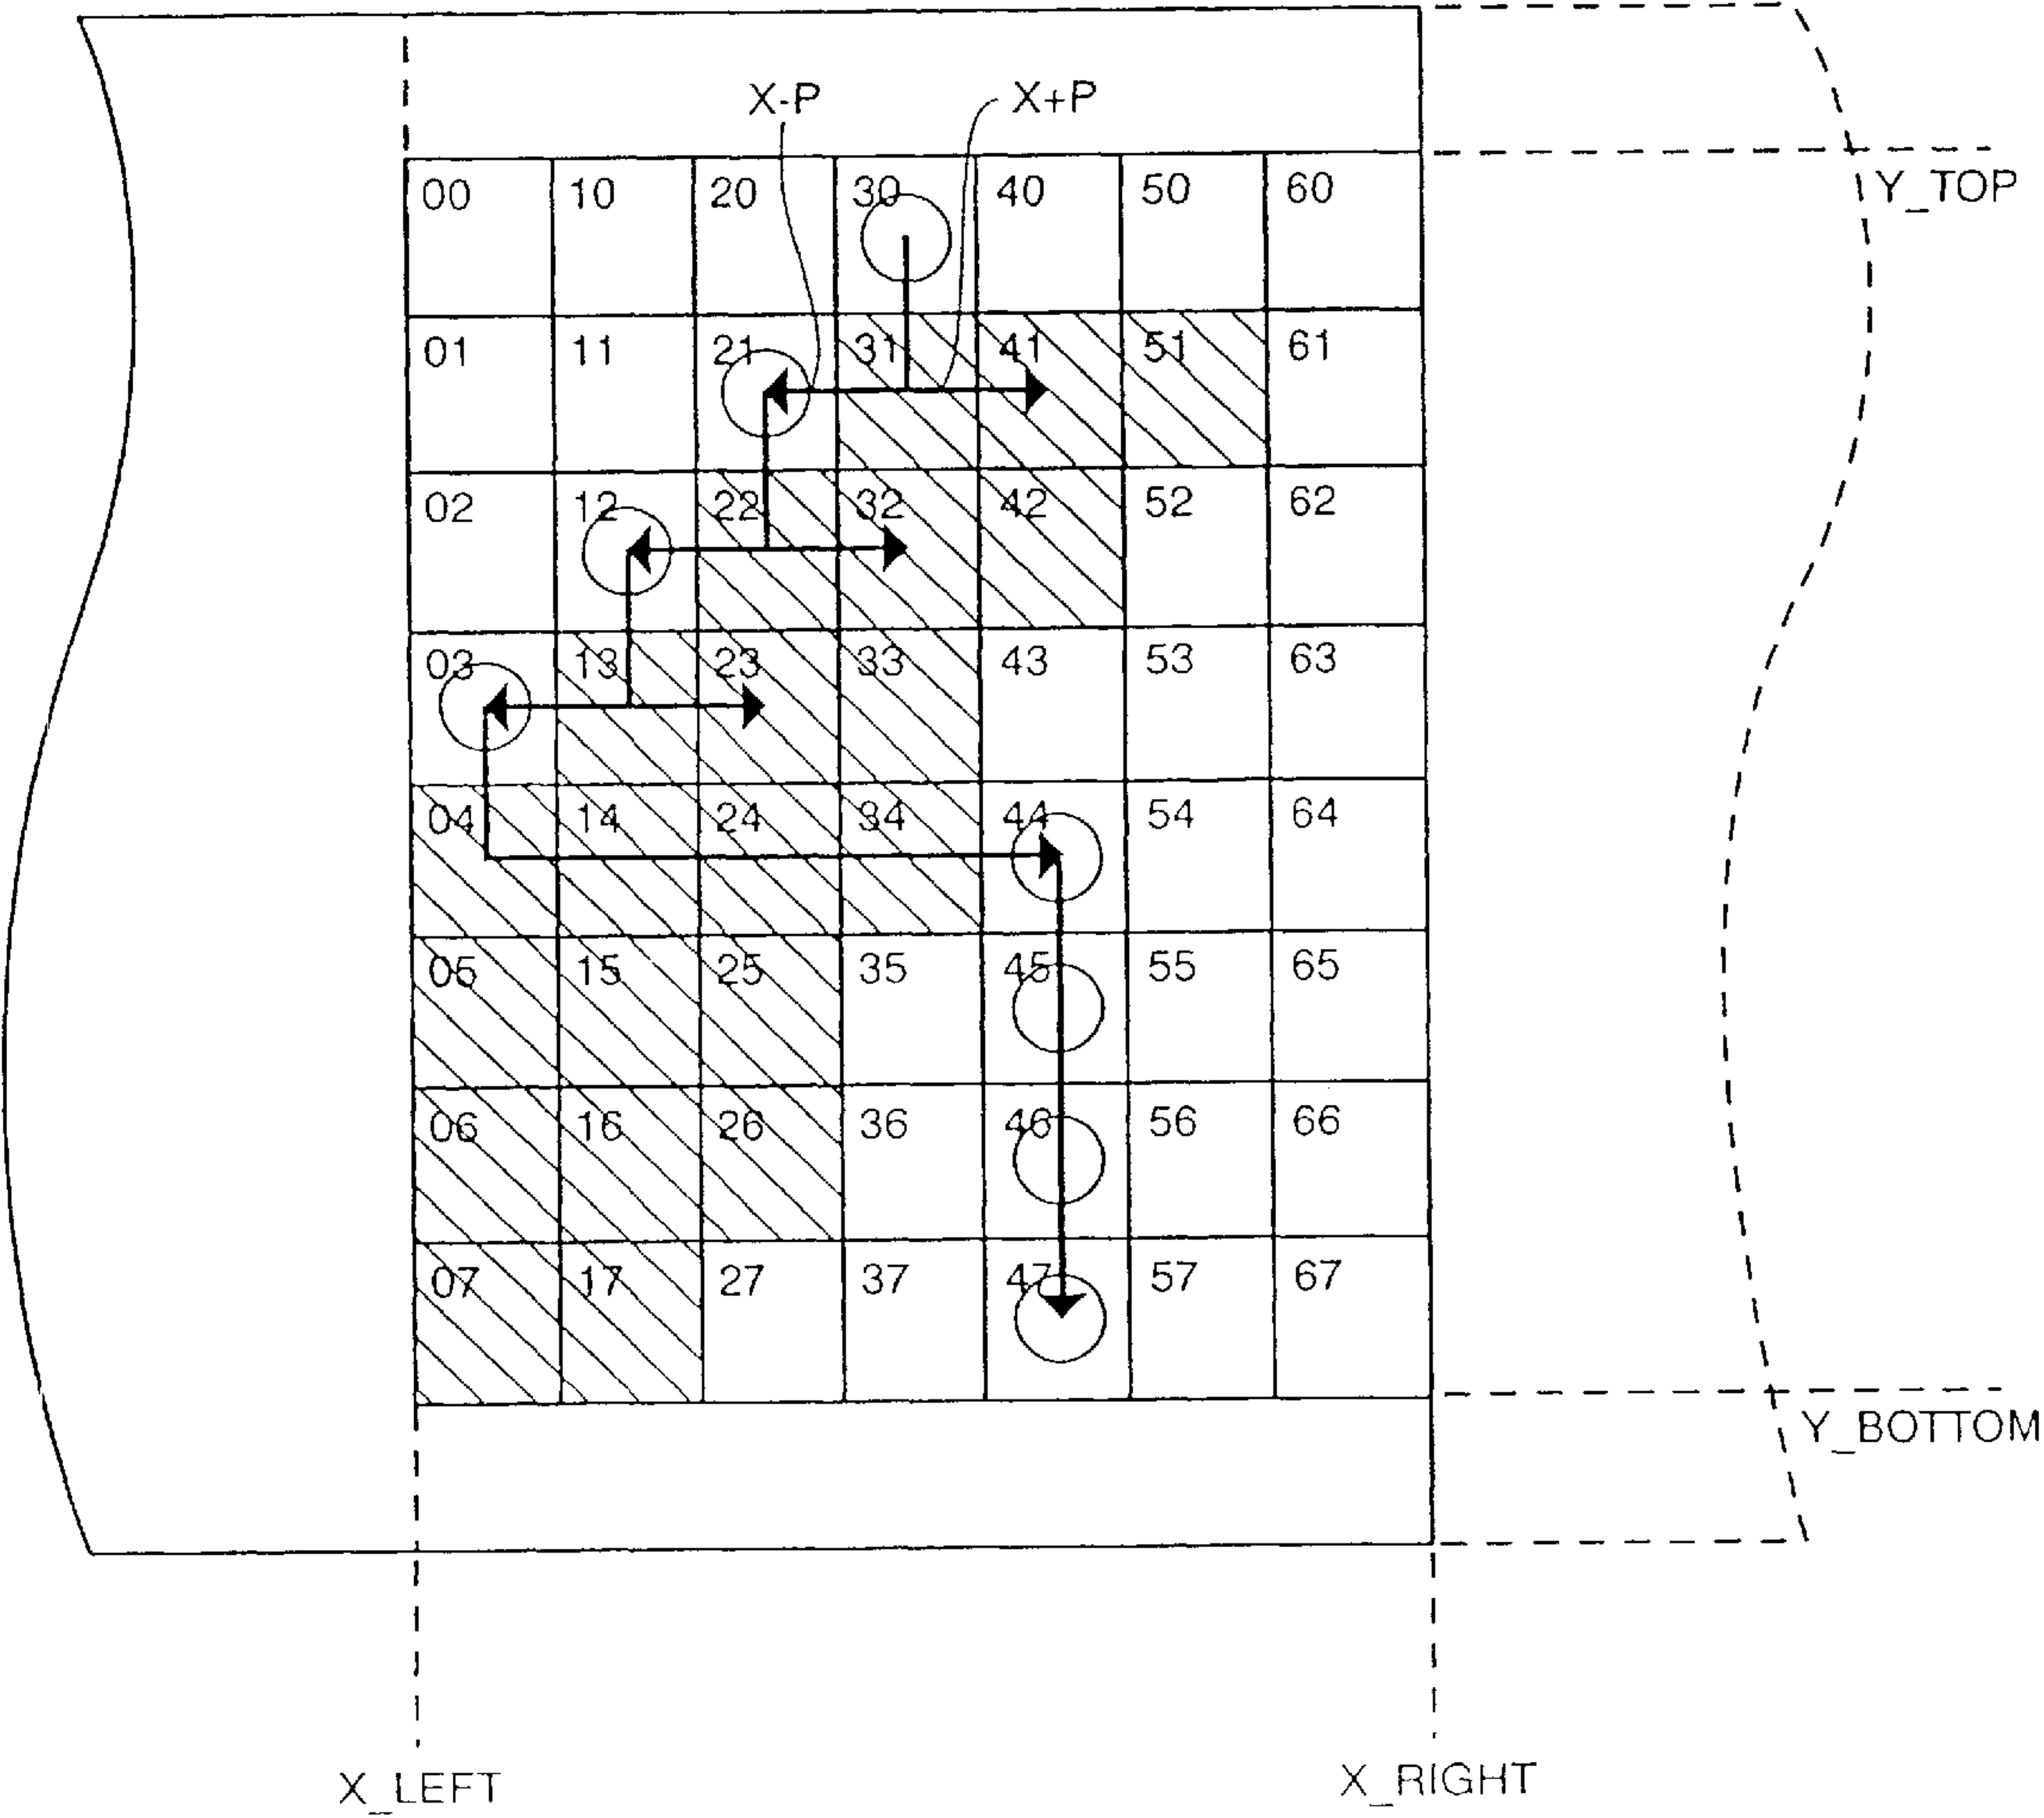 X-P X+P
00 10 20 30 40 50 60
Y_TOP
01 11 21 31 41 51 61
02 12 22 32 42 52 62
03 13 23 33 43 53 63
04 14 24 34 44 54 64
05 15 25 35 45 55 65
06 16 26 36 46 56 66
07 17 27 37 47 57 67
Y_BOTTOM
X_LEFT X_RIGHT